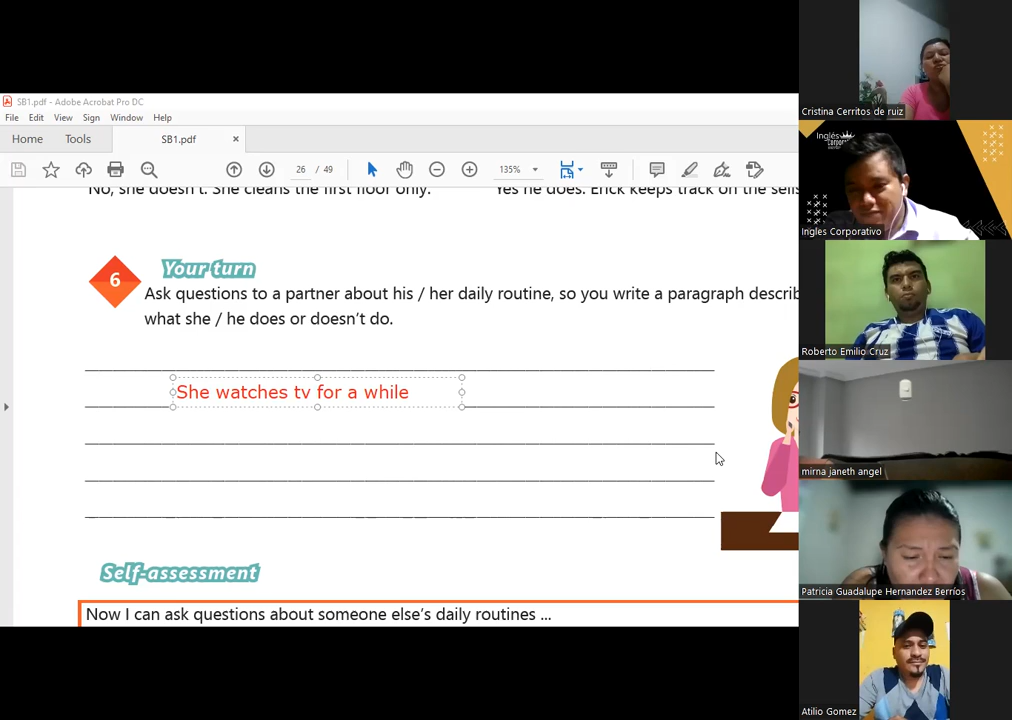 SB1.pdf - Adobe Acrobat Pro DC
File Edit View Sign Window Help
Home Tools SB1.pdf ×
26 / 49 135%
No, she doesn't. She cleans the first floor only.
Yes he does. Erick keeps track on the sells
6 Your turn
Ask questions to a partner about his / her daily routine, so you write a paragraph describ
what she / he does or doesn't do.
She watches tv for a while
Self-assessment
Now I can ask questions about someone else's daily routines ...
Cristina Cerritos de ruiz
Inglés
Corporativo
Ingles Corporativo
Roberto Emilio Cruz
mirna janeth angel
Patricia Guadalupe Hernandez Berríos
Atilio Gomez